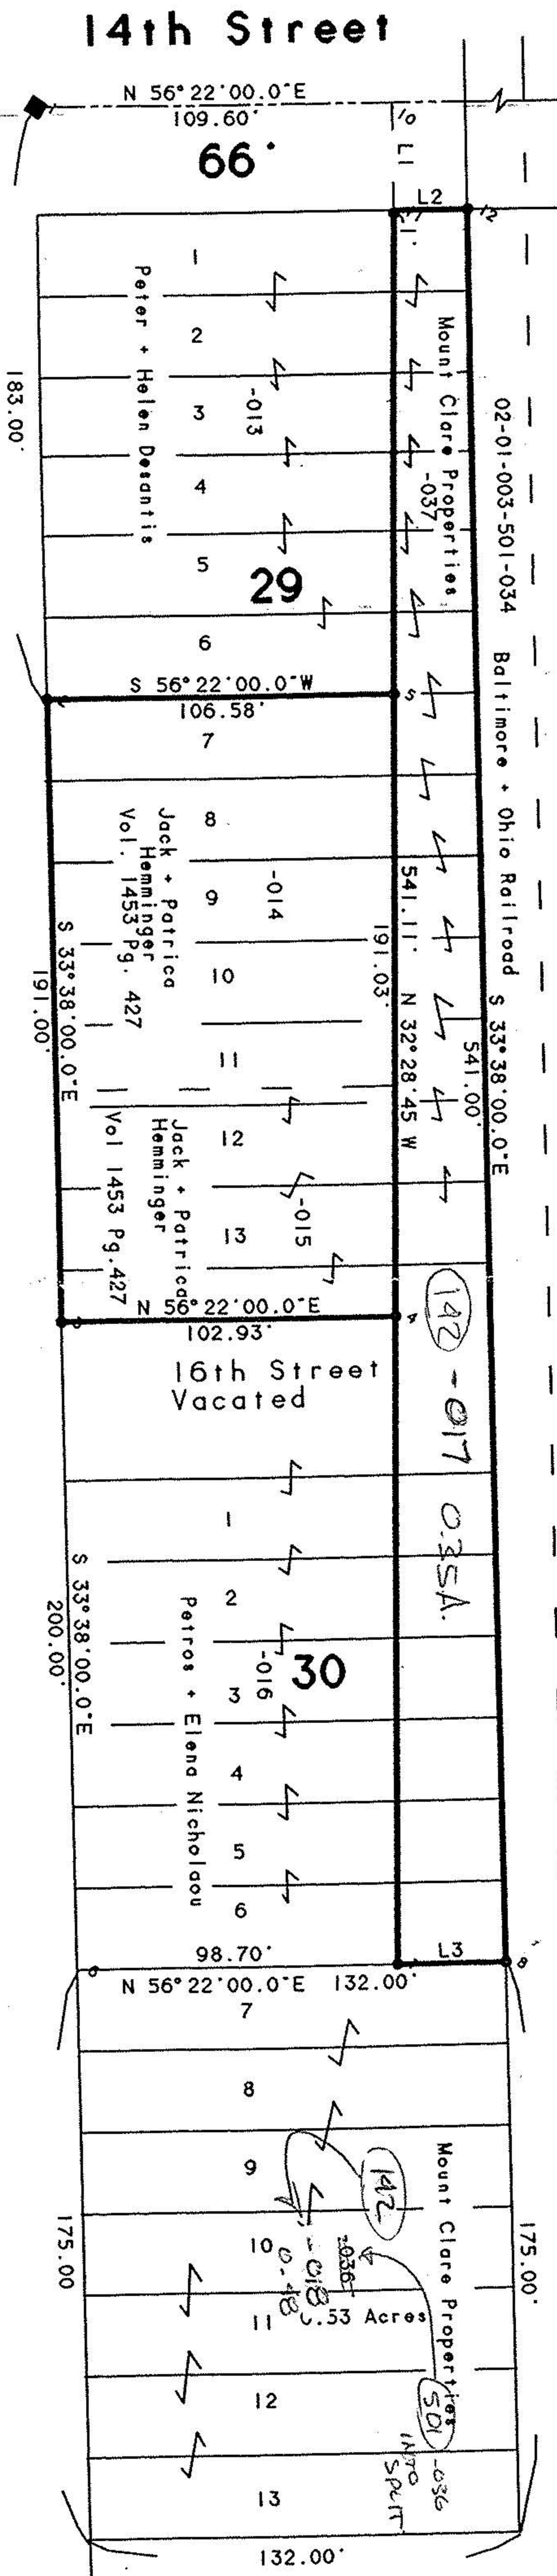 14th Street
N 56°22'00.0"E
109.60'
66'
10
L1
L2
12
11'
1
2
3
4
5
6
-013
Peter + Helen Desantis
183.00'
29
Mount Clare Properties
-037
02-01-003-501-034
Baltimore + Ohio Railroad
S 33°38'00.0"E
541.00'
S 56°22'00.0"W
106.58'
5
7
8
9
10
11
12
13
-014
Jack + Patrica
Hemminger
Vol. 1453 Pg. 427
541.11'
N 32°28'45 W
191.03'
S 33°38'00.0"E
191.00'
Jack + Patrica
Hemminger
Vol 1453 Pg.427
-015
N 56°22'00.0"E
102.93'
4
142 -017 0.35A.
16th Street
Vacated
1
2
3
4
5
6
-016
30
Petros + Elena Nicholaou
S 33°38'00.0"E
200.00'
98.70'
L3
8
N 56°22'00.0"E
132.00'
7
8
9
10
11
12
13
142
-036
-018
0.48
.53 Acres
Mount Clare Properties
501 -036
INTO
SPLIT
175.00
175.00'
132.00'